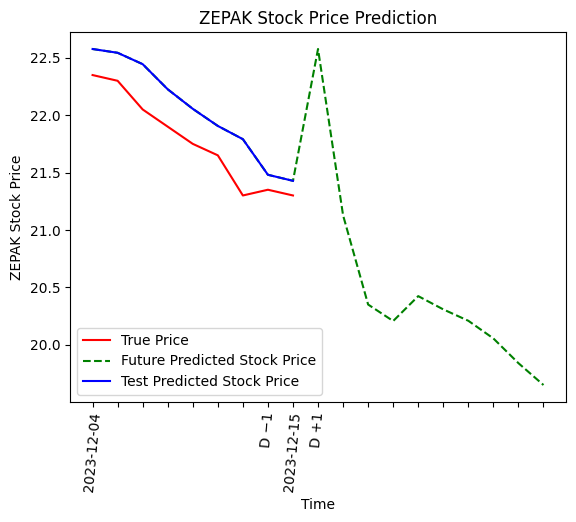 ZEPAK Stock Price Prediction
ZEPAK Stock Price
22.5
22.0
21.5
21.0
20.5
20.0
True Price
Future Predicted Stock Price
Test Predicted Stock Price
2023-12-04
D −1
2023-12-15
D +1
Time